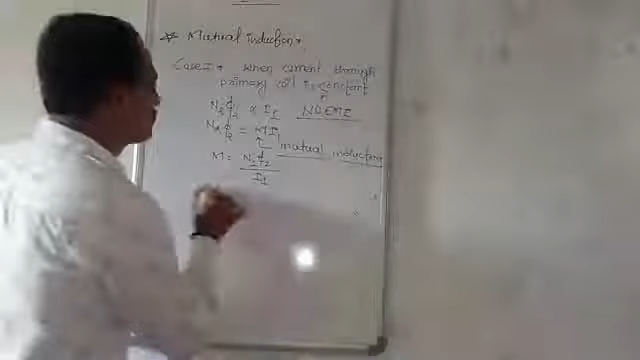 ☆ Mutual induction:
Case I: when current through
primary coil is constant
N₂ϕ₂ ∝ I₁ NO EMF
N₂ϕ₂ = MI₁
mutual inductance
M = N₂ϕ₂ / I₁